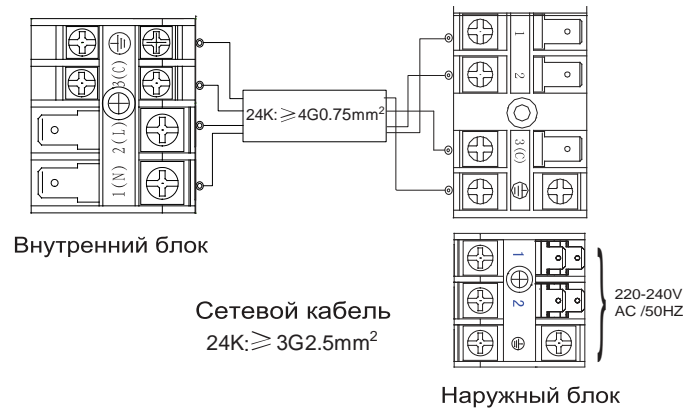 3(C)
2(L)
1(N)
24K:≥4G0.75mm²
1
2
3(C)
Внутренний блок
1
2
220-240V
AC /50HZ
Сетевой кабель
24K:≥ 3G2.5mm²
Наружный блок